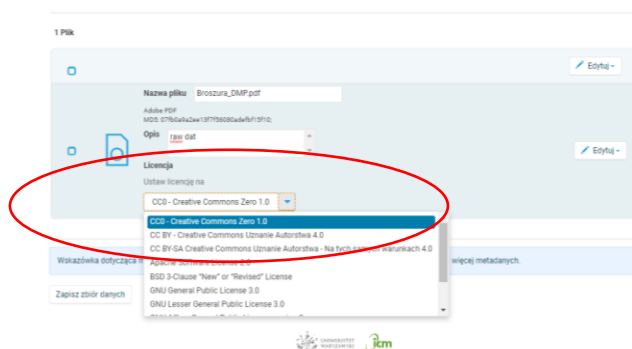 1 Plik
Edytuj
Nazwa pliku Broszura_DMP.pdf
Adobe PDF
Opis raw dat
Edytuj
Licencja
Ustaw licencję na
CC0 - Creative Commons Zero 1.0
CC0 - Creative Commons Zero 1.0
CC BY - Creative Commons Uznanie Autorstwa 4.0
CC BY-SA Creative Commons Uznanie Autorstwa - Na tych samych warunkach 4.0
Apache Software License 2.0
Wskazówka dotycząca więcej metadanych.
BSD 3-Clause "New" or "Revised" License
GNU General Public License 3.0
Zapisz zbiór danych
GNU Lesser General Public License 3.0
UNIWERSYTET WARSZAWSKI icm